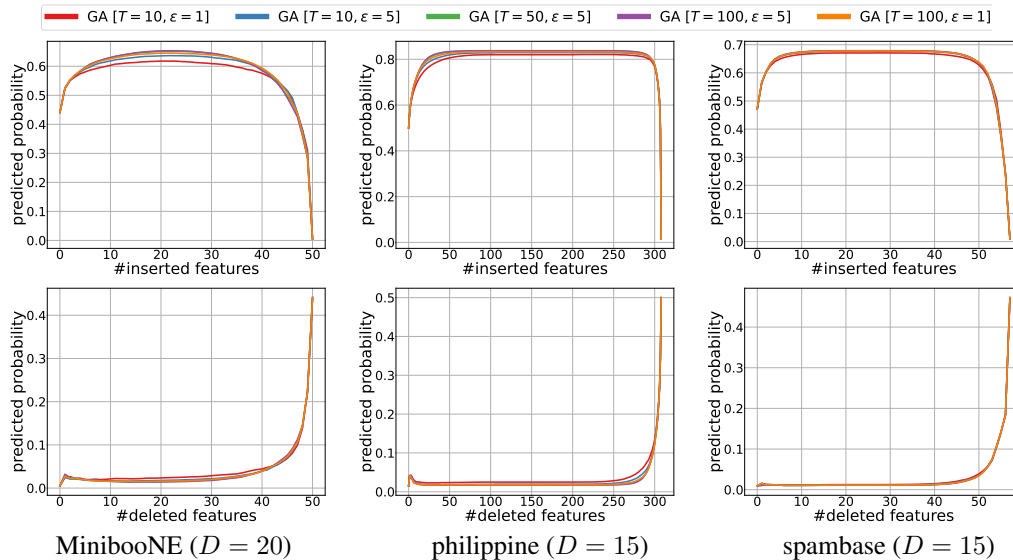 GA [T=10, ε=1] GA [T=10, ε=5] GA [T=50, ε=5] GA [T=100, ε=5] GA [T=100, ε=1]
predicted probability
0.6
0.5
0.4
0.3
0.2
0.1
0.0
0 10 20 30 40 50
#inserted features
predicted probability
0.8
0.6
0.4
0.2
0.0
0 50 100 150 200 250 300
#inserted features
predicted probability
0.7
0.6
0.5
0.4
0.3
0.2
0.1
0.0
0 10 20 30 40 50
#inserted features
predicted probability
0.4
0.3
0.2
0.1
0.0
0 10 20 30 40 50
#deleted features
predicted probability
0.5
0.4
0.3
0.2
0.1
0.0
0 50 100 150 200 250 300
#deleted features
predicted probability
0.4
0.3
0.2
0.1
0.0
0 10 20 30 40 50
#deleted features
MinibooNE (D = 20) philippine (D = 15) spambase (D = 15)